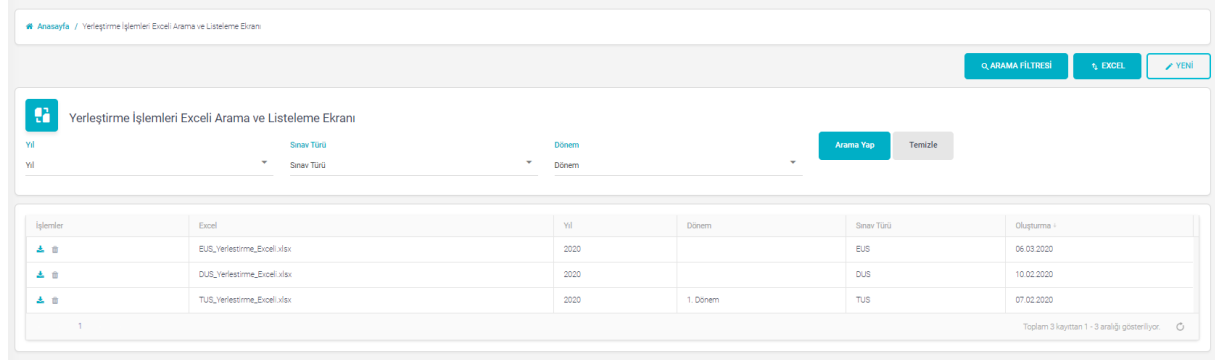 Anasayfa / Yerleştirme İşlemleri Exceli Arama ve Listeleme Ekranı
ARAMA FİLTRESİ EXCEL YENİ
Yerleştirme İşlemleri Exceli Arama ve Listeleme Ekranı
Yıl Sınav Türü Dönem
Yıl Sınav Türü Dönem Arama Yap Temizle
İşlemler Excel Yıl Dönem Sınav Türü Oluşturma
EUS_Yerlestirme_Exceli.xlsx 2020 EUS 06.03.2020
DUS_Yerlestirme_Exceli.xlsx 2020 DUS 10.02.2020
TUS_Yerlestirme_Exceli.xlsx 2020 1. Dönem TUS 07.02.2020
1 Toplam 3 kayıttan 1 - 3 aralığı gösteriliyor.